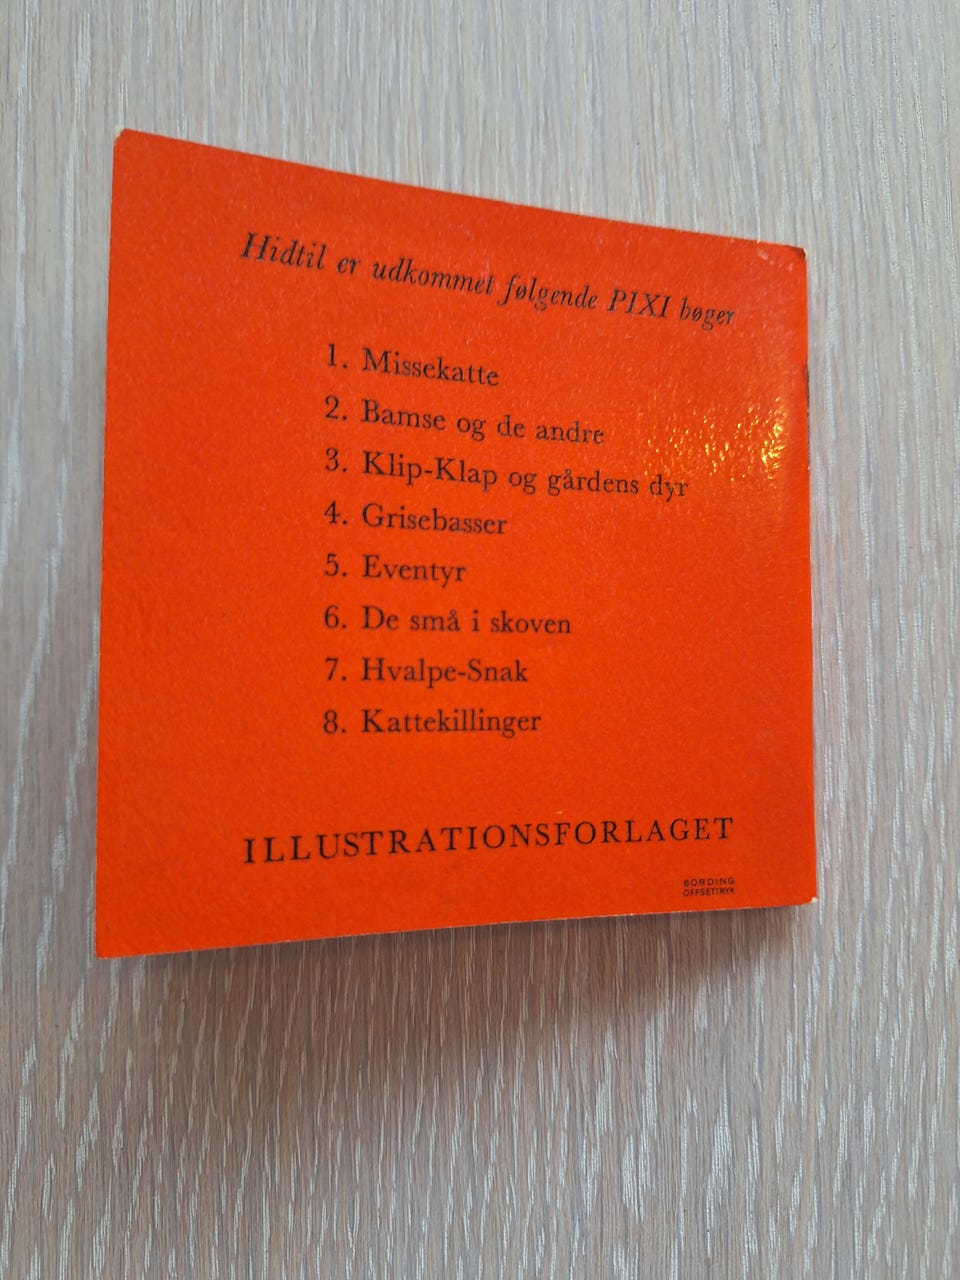 Hidtil er udkommet følgende PIXI bøger
1. Missekatte
2. Bamse og de andre
3. Klip-Klap og gårdens dyr
4. Grisebasser
5. Eventyr
6. De små i skoven
7. Hvalpe-Snak
8. Kattekillinger
ILLUSTRATIONSFORLAGET
BORDING
OFFSETTRYK